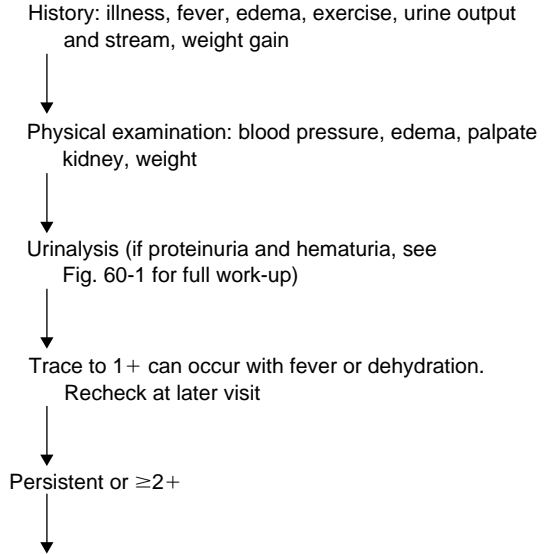 History: illness, fever, edema, exercise, urine output
and stream, weight gain
Physical examination: blood pressure, edema, palpate
kidney, weight
Urinalysis (if proteinuria and hematuria, see
Fig. 60-1 for full work-up)
Trace to 1+ can occur with fever or dehydration.
Recheck at later visit
Persistent or ≥2+